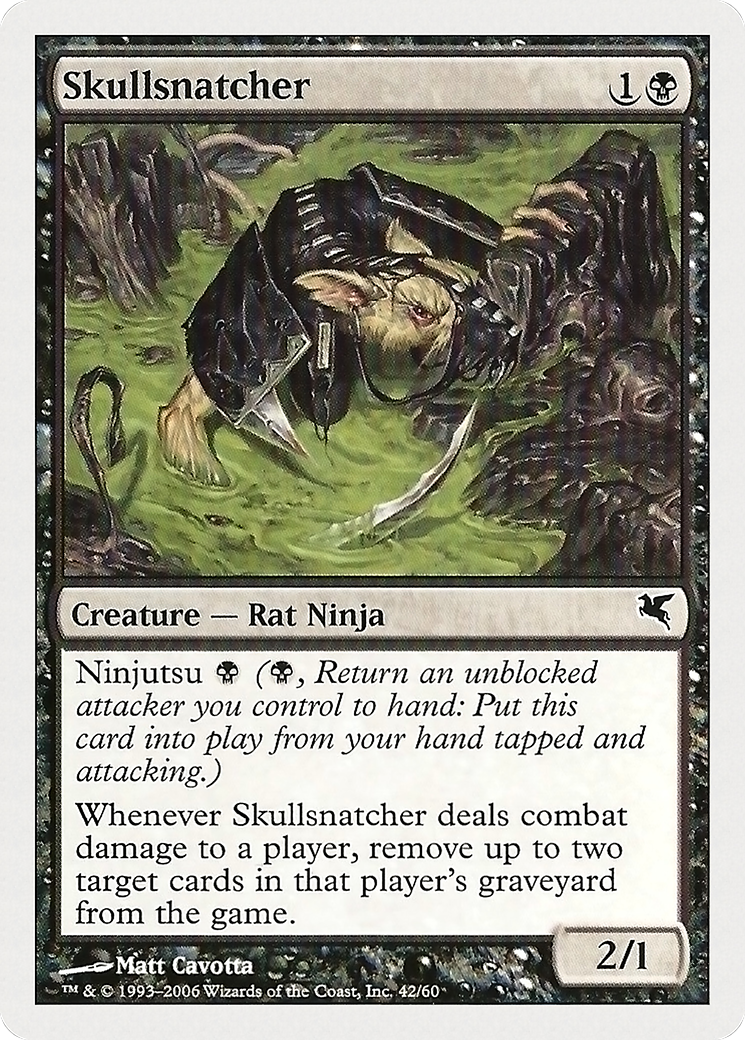 Skullsnatcher 1
Creature — Rat Ninja
Ninjutsu (, Return an unblocked
attacker you control to hand: Put this
card into play from your hand tapped and
attacking.)
Whenever Skullsnatcher deals combat
damage to a player, remove up to two
target cards in that player's graveyard
from the game.
2/1
Matt Cavotta
™ & © 1993–2006 Wizards of the Coast, Inc. 42/60